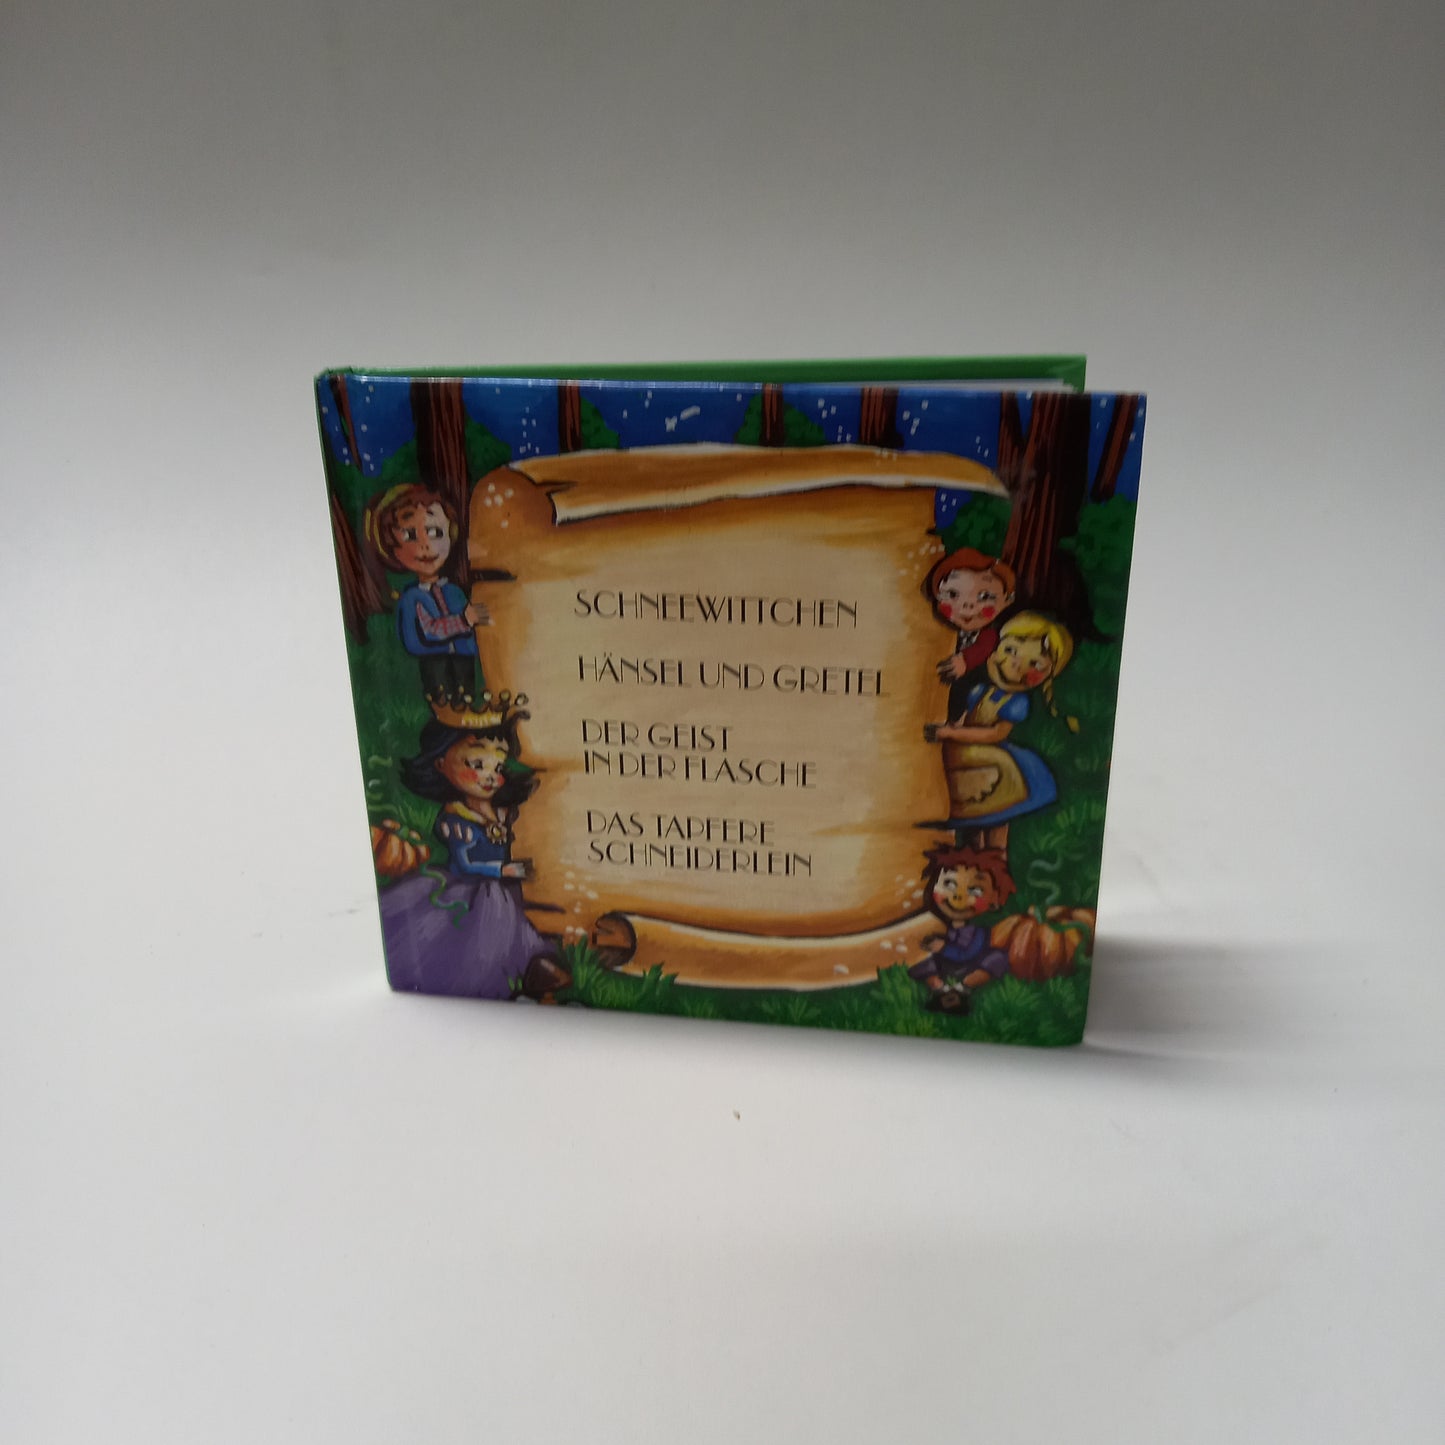 SCHNEEWITTCHEN
HÄNSEL UND GRETEL
DER GEIST
IN DER FLASCHE
DAS TAPFERE
SCHNEIDERLEIN